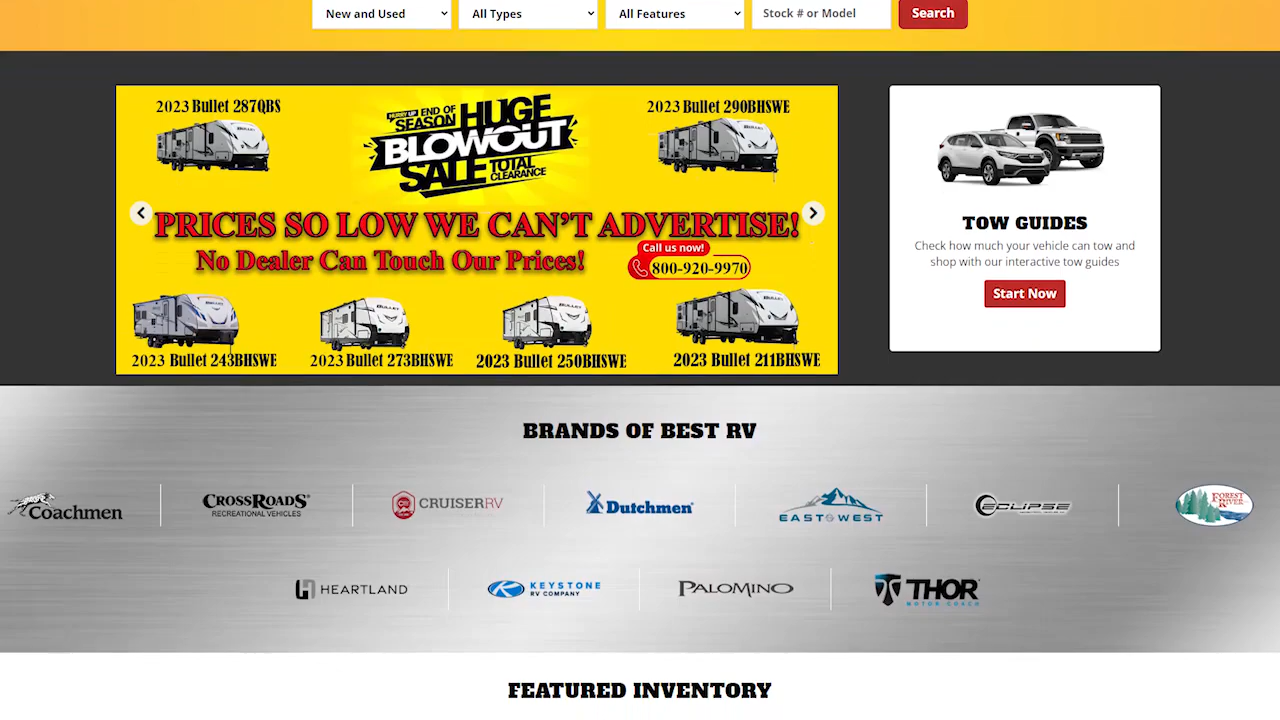 New and Used
All Types
All Features
Stock # or Model
Search
2023 Bullet 287QBS
HURRY UP END OF
SEASON HUGE
BLOWOUT
SALE TOTAL
CLEARANCE
2023 Bullet 290BHSWE
PRICES SO LOW WE CAN'T ADVERTISE!
No Dealer Can Touch Our Prices!
Call us now!
800-920-9970
2023 Bullet 243BHSWE
2023 Bullet 273BHSWE
2023 Bullet 250BHSWE
2023 Bullet 211BHSWE
TOW GUIDES
Check how much your vehicle can tow and
shop with our interactive tow guides
Start Now
BRANDS OF BEST RV
Coachmen
CROSSROADS
RECREATIONAL VEHICLES
CRUISER RV
Dutchmen
EAST WEST
ECLIPSE
FOREST
RIVER
HEARTLAND
KEYSTONE
RV COMPANY
PALOMINO
THOR
MOTOR COACH
FEATURED INVENTORY